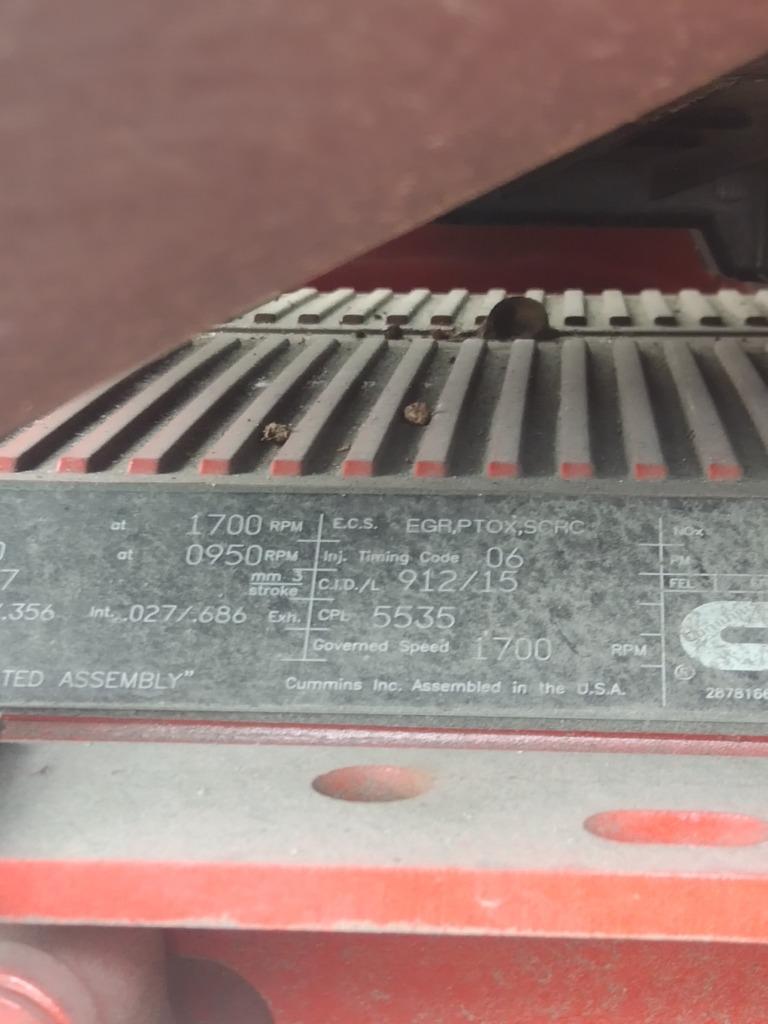 at 1700 RPM E.C.S. EGR,PTOX,SCRC NOx
at 0950 RPM Inj. Timing Code 06 PM
7 mm 3 stroke C.I.D./L 912/15 FEL
.356 Int. .027/.686 Exh. CPL 5535
Governed Speed 1700 RPM
TED ASSEMBLY" Cummins Inc. Assembled in the U.S.A. ® 2878166